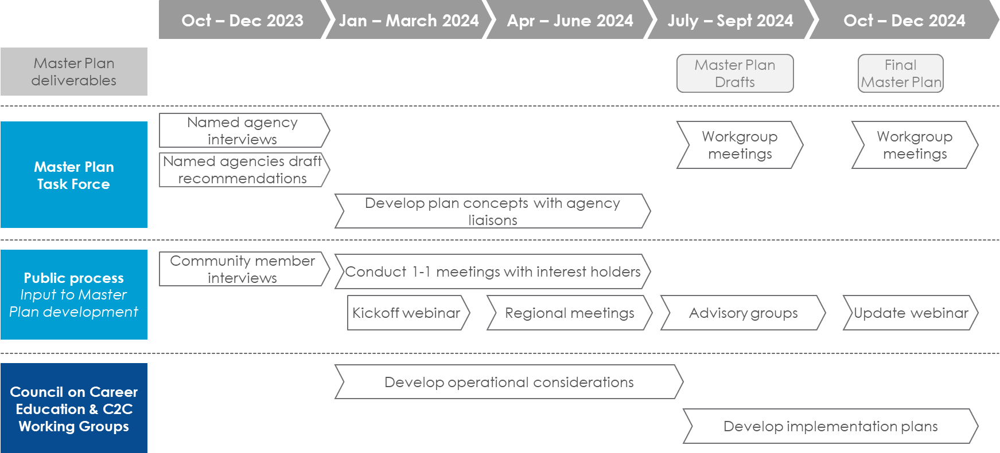 Oct – Dec 2023
Jan – March 2024
Apr – June 2024
July – Sept 2024
Oct – Dec 2024
Master Plan
deliverables
Master Plan
Drafts
Final
Master Plan
Master Plan
Task Force
Named agency
interviews
Named agencies draft
recommendations
Develop plan concepts with agency
liaisons
Workgroup
meetings
Workgroup
meetings
Public process
Input to Master
Plan development
Community member
interviews
Conduct 1-1 meetings with interest holders
Kickoff webinar
Regional meetings
Advisory groups
Update webinar
Council on Career
Education & C2C
Working Groups
Develop operational considerations
Develop implementation plans